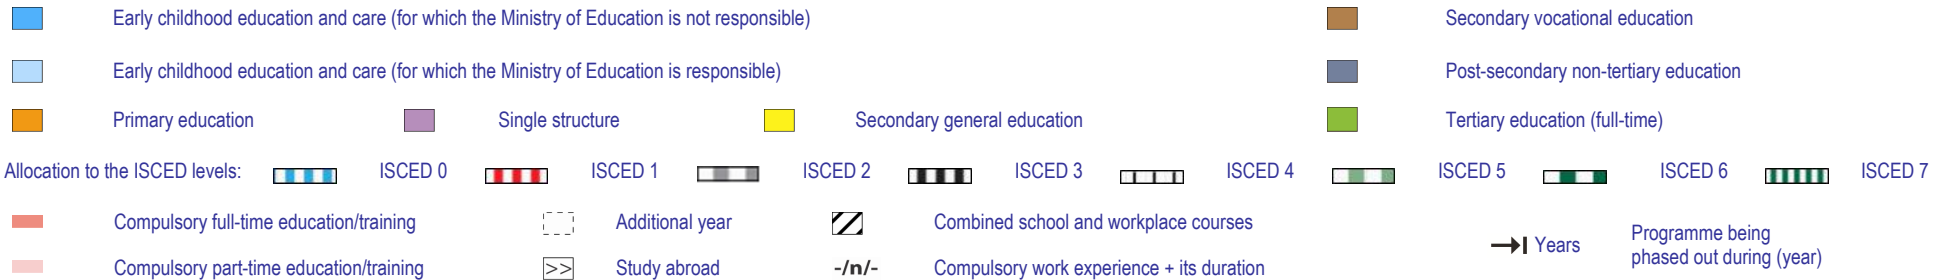 Early childhood education and care (for which the Ministry of Education is not responsible) Secondary vocational education
Early childhood education and care (for which the Ministry of Education is responsible) Post-secondary non-tertiary education
Primary education Single structure Secondary general education Tertiary education (full-time)
Allocation to the ISCED levels: ISCED 0 ISCED 1 ISCED 2 ISCED 3 ISCED 4 ISCED 5 ISCED 6 ISCED 7
Compulsory full-time education/training Additional year Combined school and workplace courses
Years Programme being
phased out during (year)
Compulsory part-time education/training >> Study abroad -/n/- Compulsory work experience + its duration